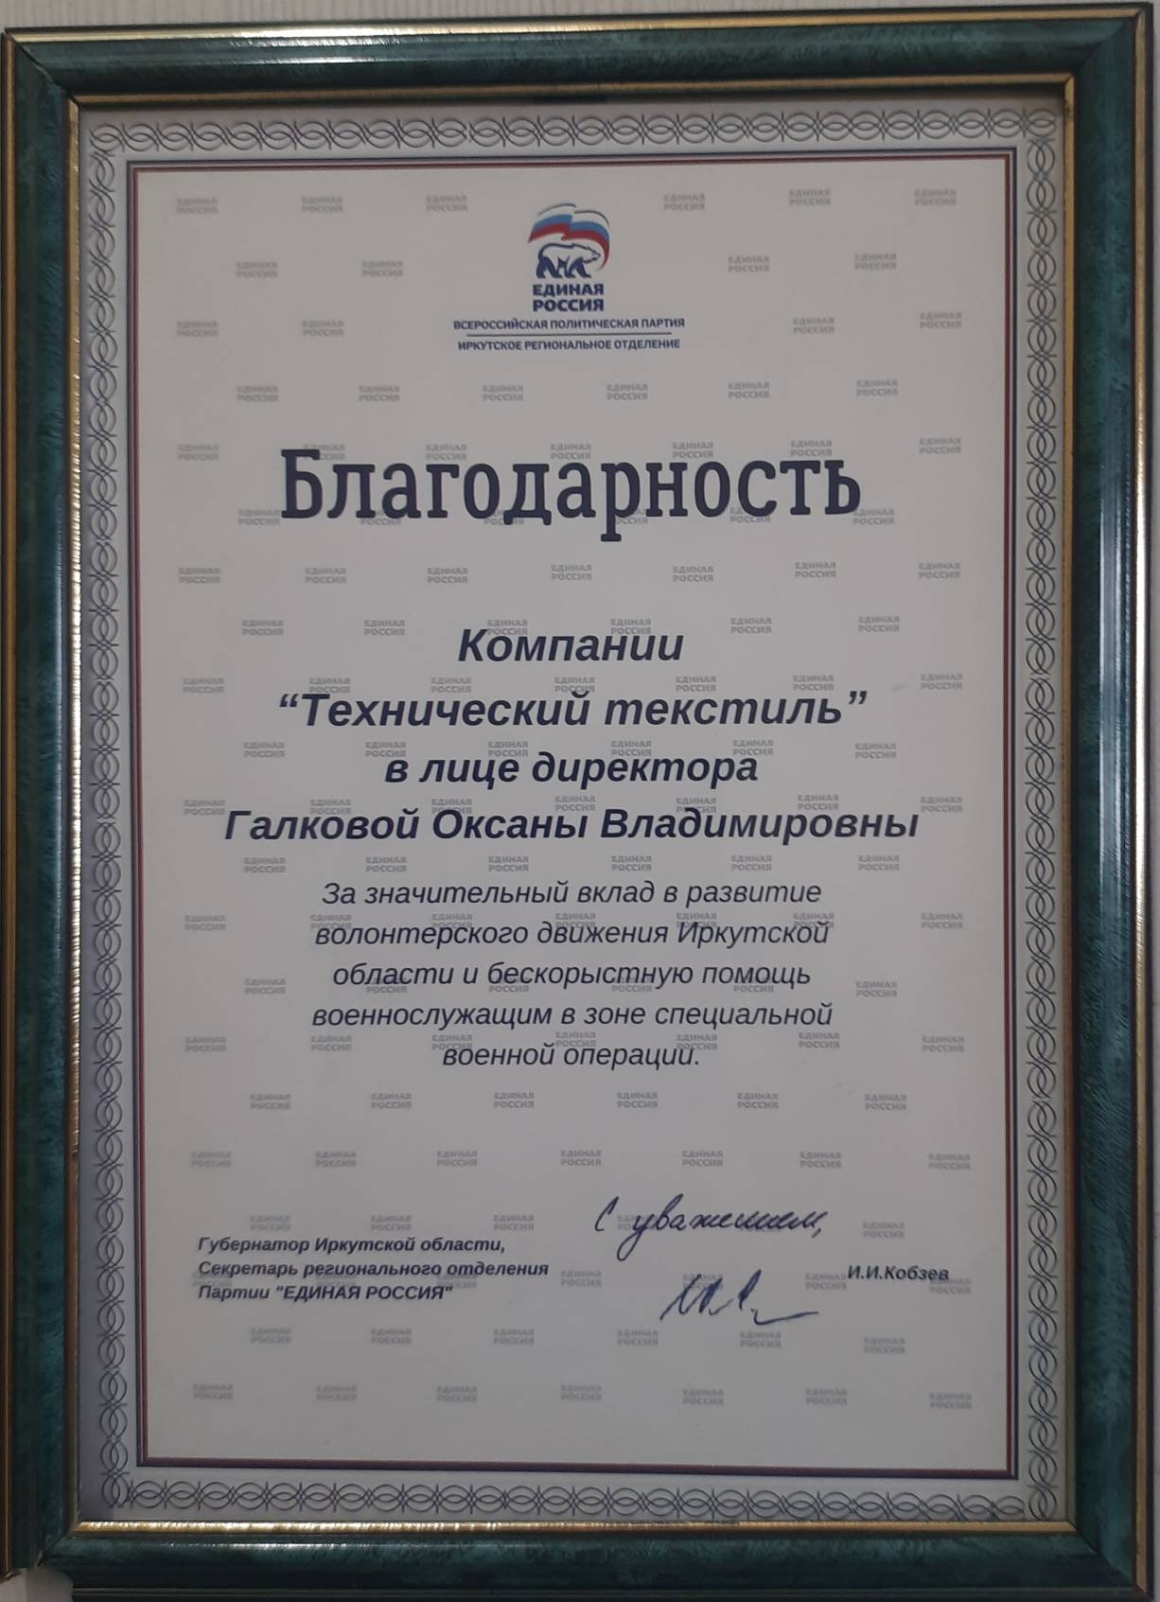 ЕДИНАЯ
РОССИЯ
ВСЕРОССИЙСКАЯ ПОЛИТИЧЕСКАЯ ПАРТИЯ
ИРКУТСКОЕ РЕГИОНАЛЬНОЕ ОТДЕЛЕНИЕ
Благодарность
Компании
“Технический текстиль”
в лице директора
Галковой Оксаны Владимировны
За значительный вклад в развитие
волонтерского движения Иркутской
области и бескорыстную помощь
военнослужащим в зоне специальной
военной операции.
С уважением,
Губернатор Иркутской области,
Секретарь регионального отделения
Партии "ЕДИНАЯ РОССИЯ"
И.И.Кобзев